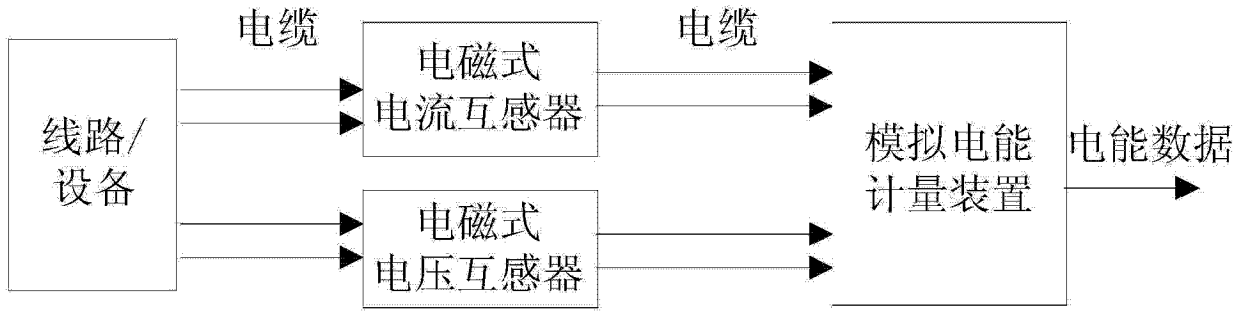 电缆
电缆
线路/
设备
电磁式
电流互感器
电磁式
电压互感器
模拟电能
计量装置
电能数据